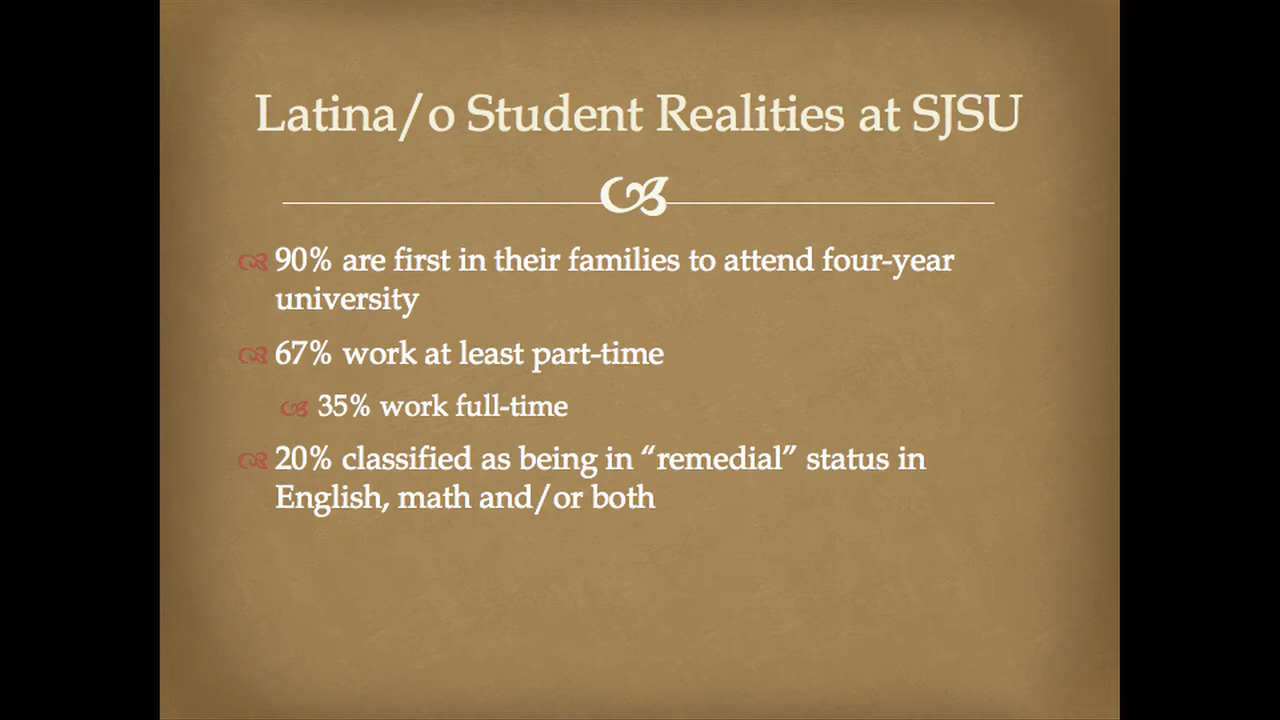 Latina/o Student Realities at SJSU
90% are first in their families to attend four-year
university
67% work at least part-time
35% work full-time
20% classified as being in “remedial” status in
English, math and/or both